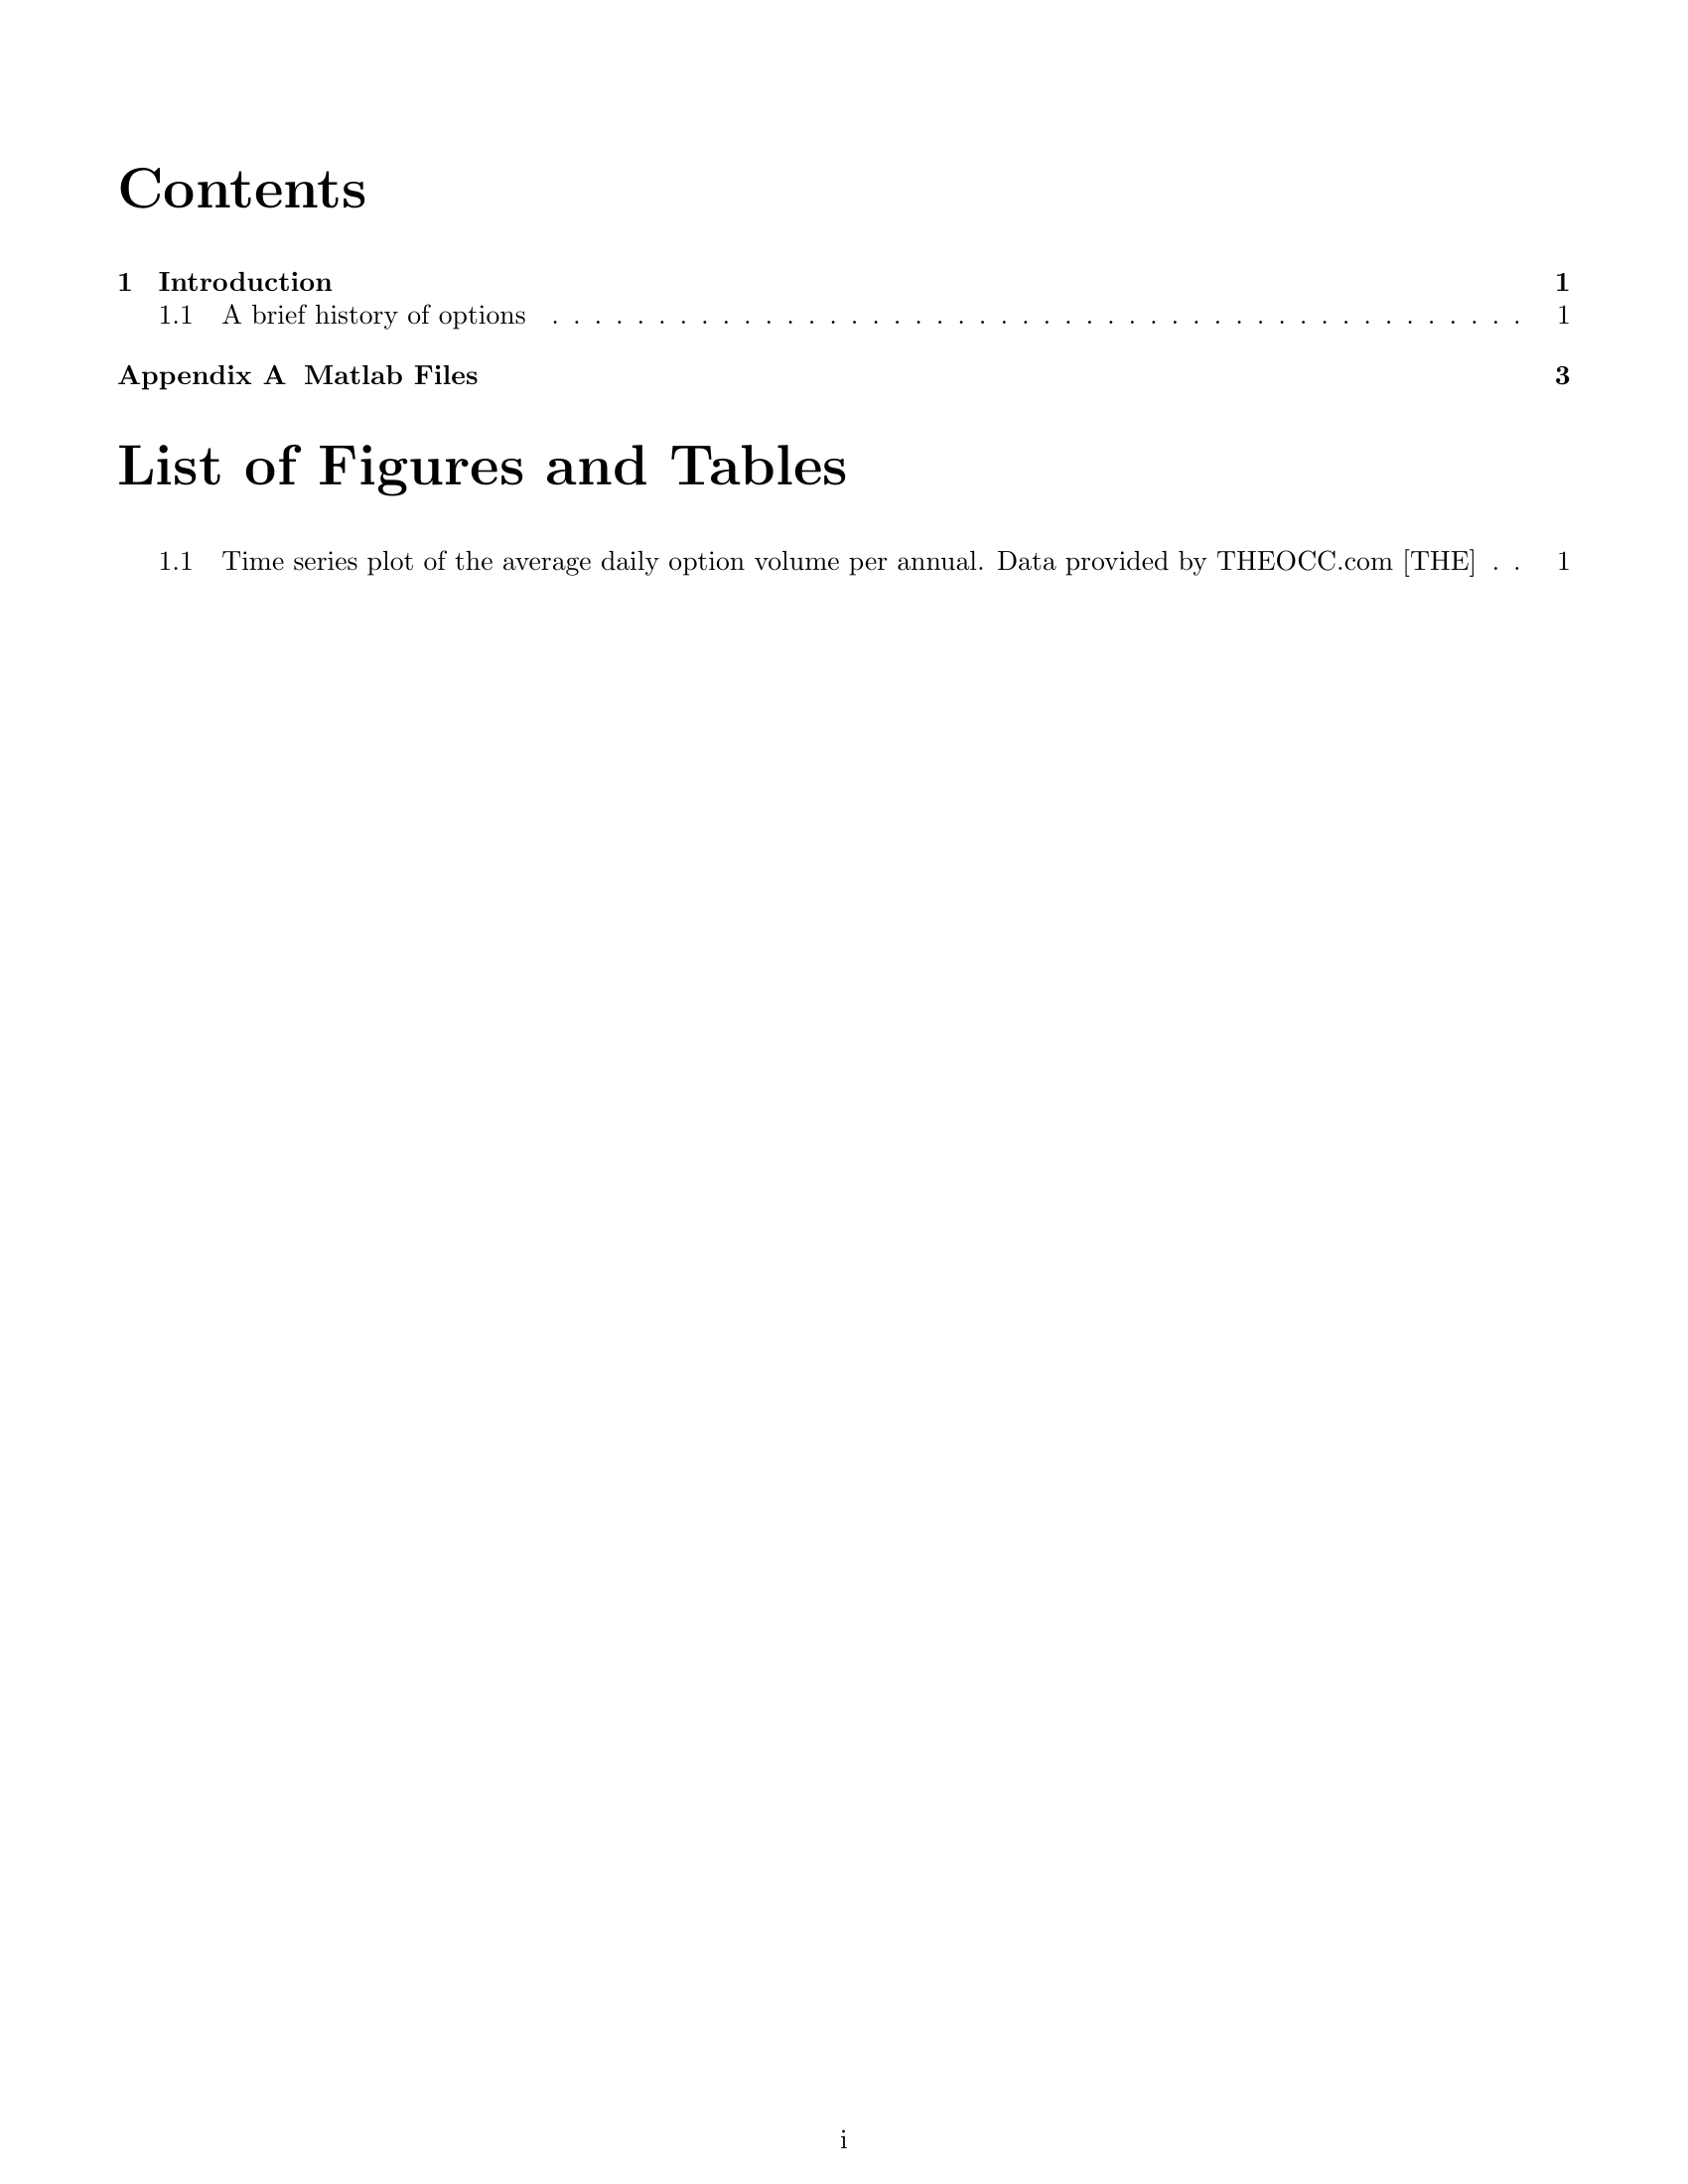 Contents
1 Introduction 1
1.1 A brief history of options . . . . . . . . . . . . . . . . . . . . . . . . . . . . . . . . . . . . . . . . . . . . . . 1
Appendix A Matlab Files 3
List of Figures and Tables
1.1 Time series plot of the average daily option volume per annual. Data provided by THEOCC.com [THE] . . 1
i